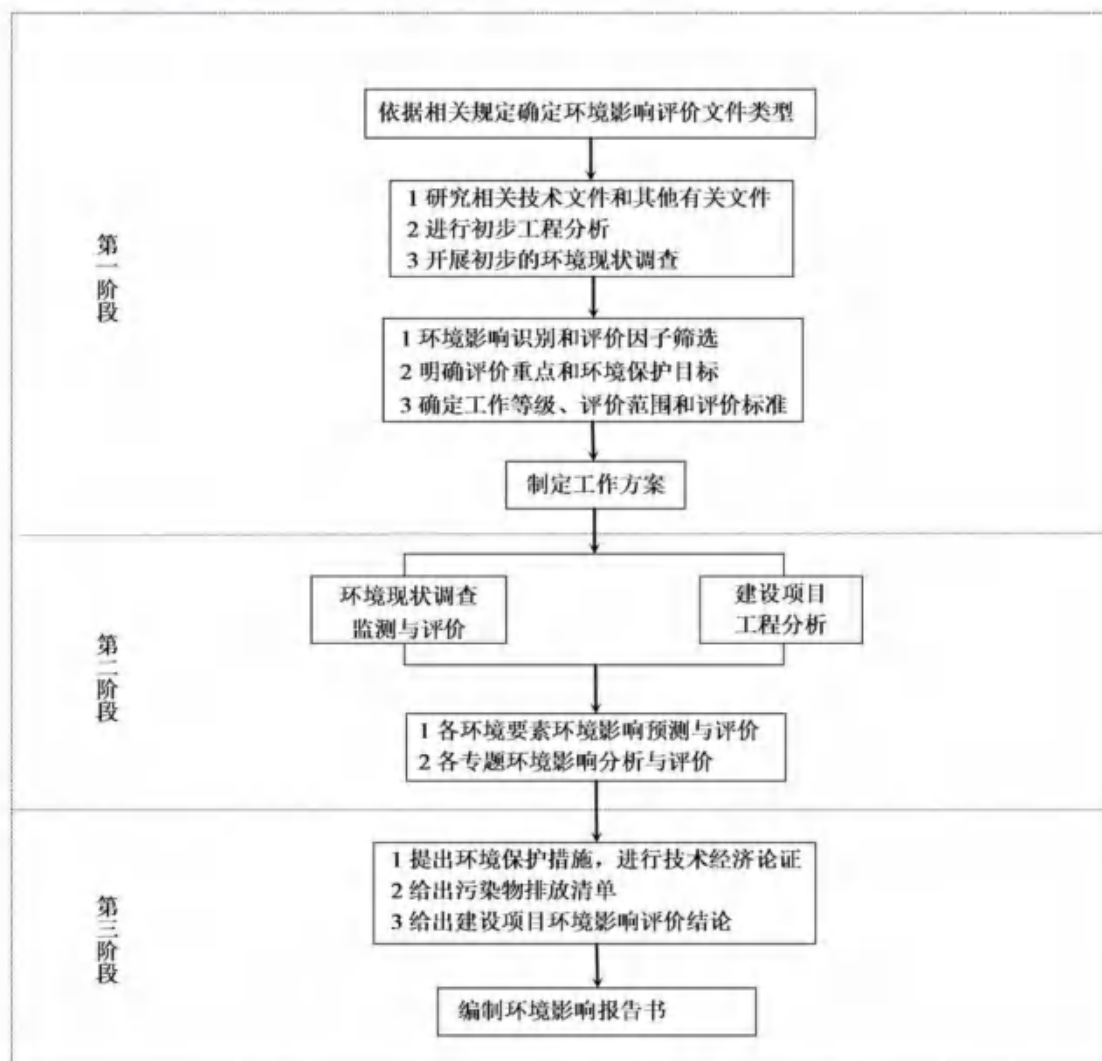 依据相关规定确定环境影响评价文件类型
1 研究相关技术文件和其他有关文件
2 进行初步工程分析
3 开展初步的环境现状调查
第一阶段
1 环境影响识别和评价因子筛选
2 明确评价重点和环境保护目标
3 确定工作等级、评价范围和评价标准
制定工作方案
环境现状调查
监测与评价
建设项目
工程分析
第二阶段
1 各环境要素环境影响预测与评价
2 各专题环境影响分析与评价
1 提出环境保护措施，进行技术经济论证
2 给出污染物排放清单
3 给出建设项目环境影响评价结论
第三阶段
编制环境影响报告书